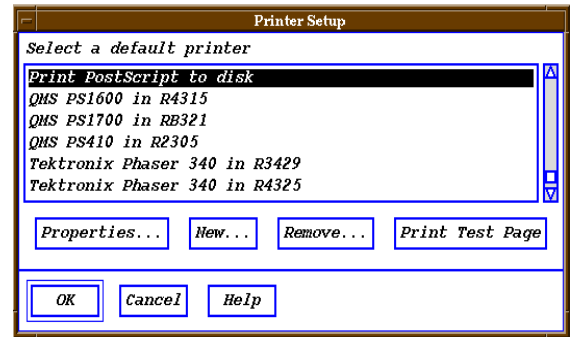 Printer Setup
Select a default printer
Print PostScript to disk
QMS PS1600 in R4315
QMS PS1700 in RB321
QMS PS410 in R2305
Tektronix Phaser 340 in R3429
Tektronix Phaser 340 in R4325
Properties... New... Remove... Print Test Page
OK Cancel Help